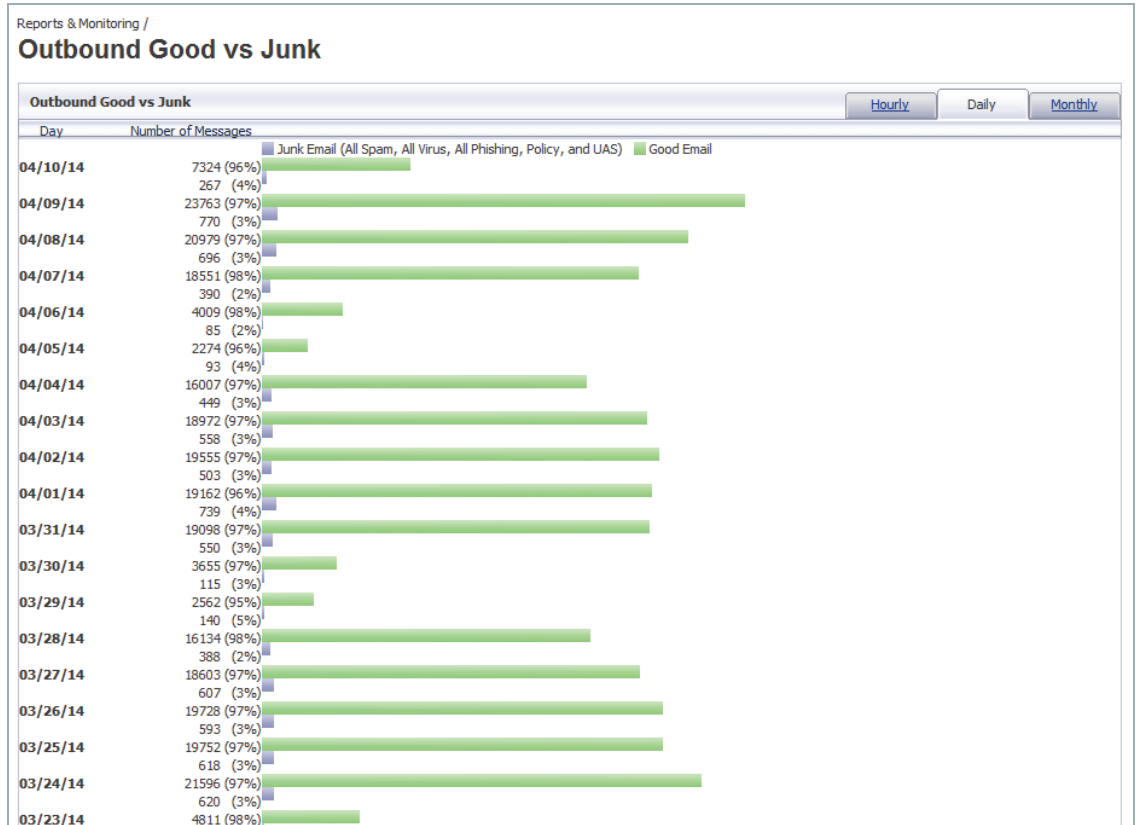 Reports & Monitoring /
Outbound Good vs Junk
Outbound Good vs Junk Hourly Daily Monthly
Day Number of Messages
Junk Email (All Spam, All Virus, All Phishing, Policy, and UAS) Good Email
04/10/14 7324 (96%)
267 (4%)
04/09/14 23763 (97%)
770 (3%)
04/08/14 20979 (97%)
696 (3%)
04/07/14 18551 (98%)
390 (2%)
04/06/14 4009 (98%)
85 (2%)
04/05/14 2274 (96%)
93 (4%)
04/04/14 16007 (97%)
449 (3%)
04/03/14 18972 (97%)
558 (3%)
04/02/14 19555 (97%)
503 (3%)
04/01/14 19162 (96%)
739 (4%)
03/31/14 19098 (97%)
550 (3%)
03/30/14 3655 (97%)
115 (3%)
03/29/14 2562 (95%)
140 (5%)
03/28/14 16134 (98%)
388 (2%)
03/27/14 18603 (97%)
607 (3%)
03/26/14 19728 (97%)
593 (3%)
03/25/14 19752 (97%)
618 (3%)
03/24/14 21596 (97%)
620 (3%)
03/23/14 4811 (98%)